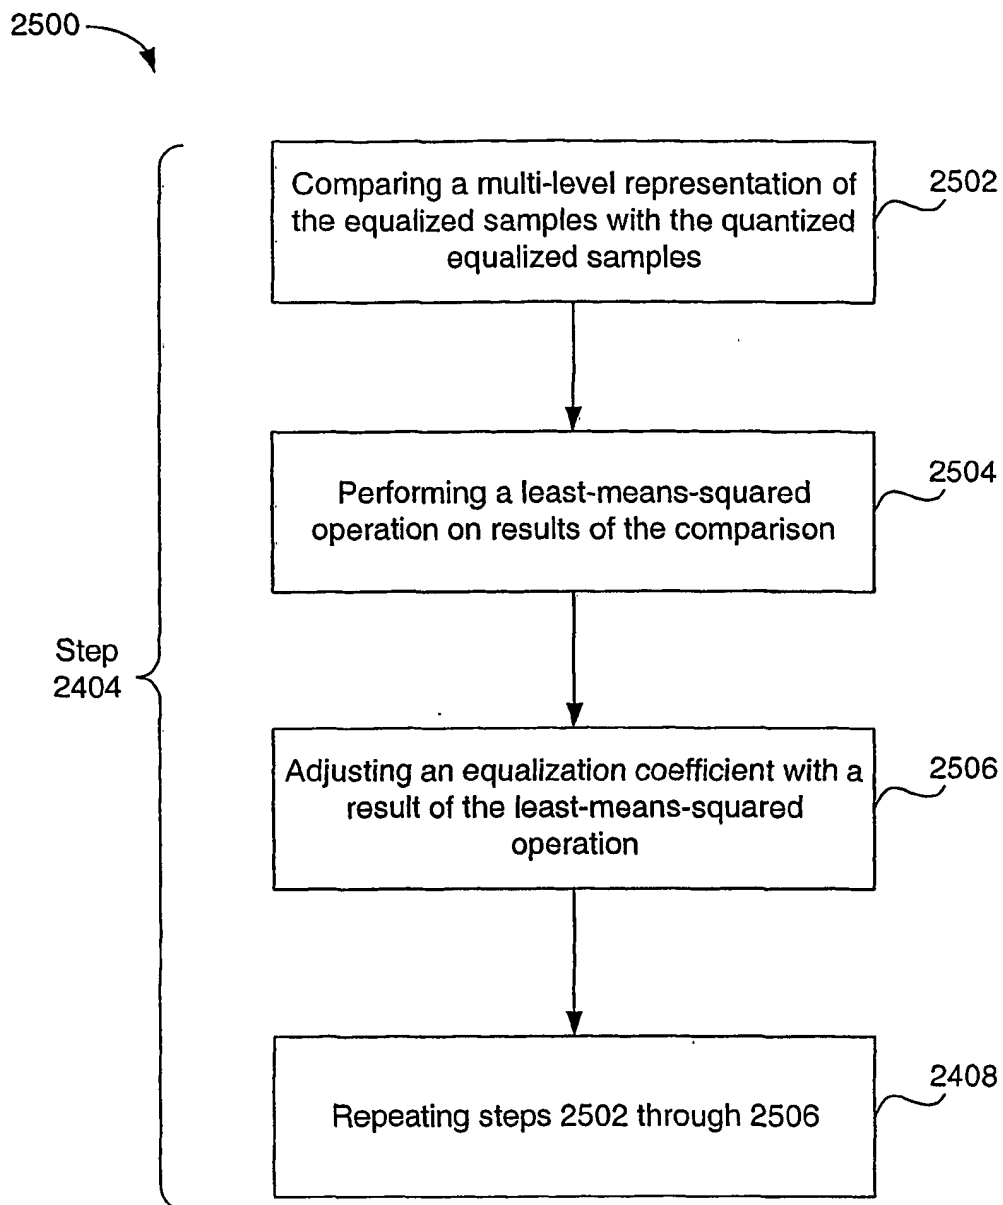 2500
Comparing a multi-level representation of
the equalized samples with the quantized
equalized samples
2502
Performing a least-means-squared
operation on results of the comparison
2504
Step
2404
Adjusting an equalization coefficient with a
result of the least-means-squared
operation
2506
Repeating steps 2502 through 2506
2408